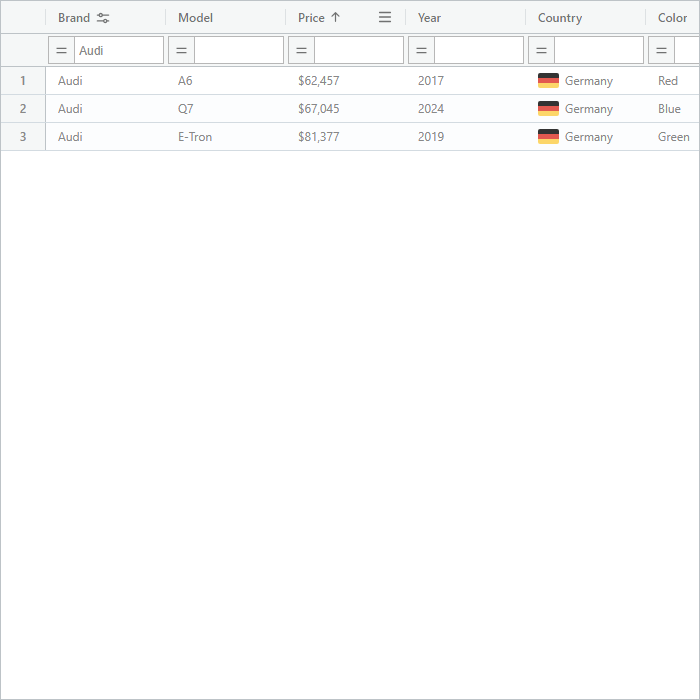 Brand Model Price Year Country Color
= Audi = = = = =
1 Audi A6 $62,457 2017 Germany Red
2 Audi Q7 $67,045 2024 Germany Blue
3 Audi E-Tron $81,377 2019 Germany Green